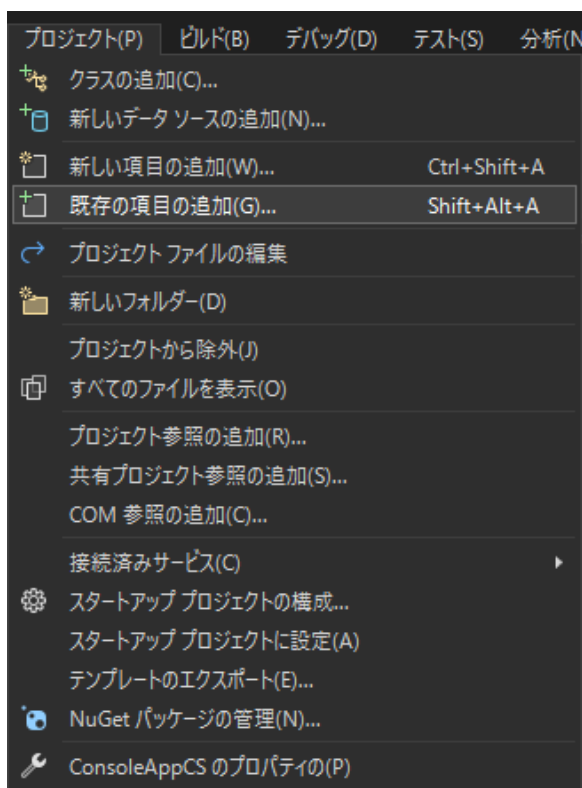 プロジェクト(P) ビルド(B) デバッグ(D) テスト(S) 分析(N
クラスの追加(C)...
新しいデータ ソースの追加(N)...
新しい項目の追加(W)... Ctrl+Shift+A
既存の項目の追加(G)... Shift+Alt+A
プロジェクト ファイルの編集
新しいフォルダー(D)
プロジェクトから除外(J)
すべてのファイルを表示(O)
プロジェクト参照の追加(R)...
共有プロジェクト参照の追加(S)...
COM 参照の追加(C)...
接続済みサービス(C)
スタートアップ プロジェクトの構成...
スタートアップ プロジェクトに設定(A)
テンプレートのエクスポート(E)...
NuGet パッケージの管理(N)...
ConsoleAppCS のプロパティの(P)